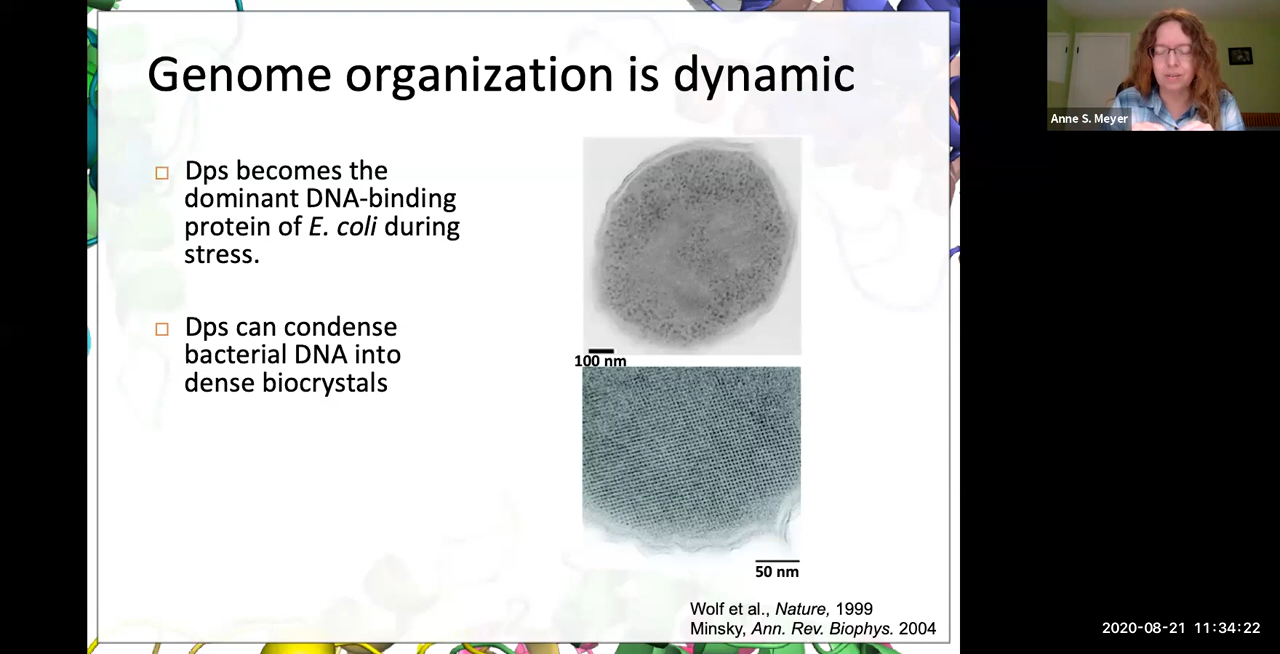 Genome organization is dynamic
Dps becomes the
dominant DNA-binding
protein of E. coli during
stress.
Dps can condense
bacterial DNA into
dense biocrystals
100 nm
50 nm
Wolf et al., Nature, 1999
Minsky, Ann. Rev. Biophys. 2004
Anne S. Meyer
2020-08-21 11:34:22